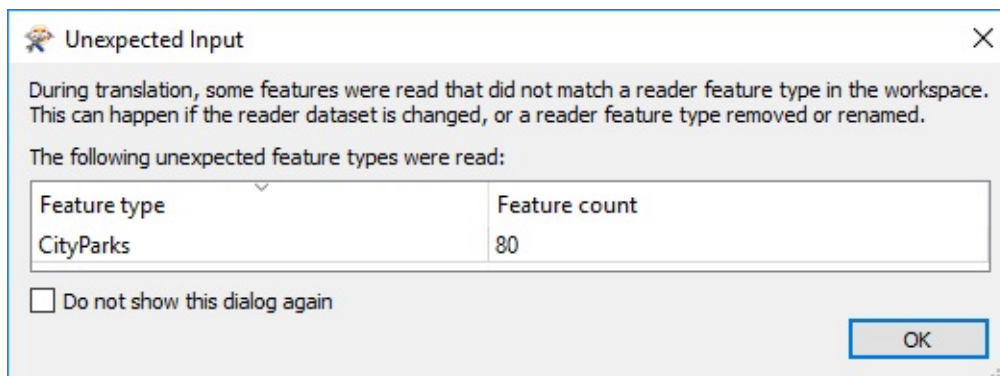 Unexpected Input
During translation, some features were read that did not match a reader feature type in the workspace.
This can happen if the reader dataset is changed, or a reader feature type removed or renamed.
The following unexpected feature types were read:
Feature type Feature count
CityParks 80
Do not show this dialog again
OK